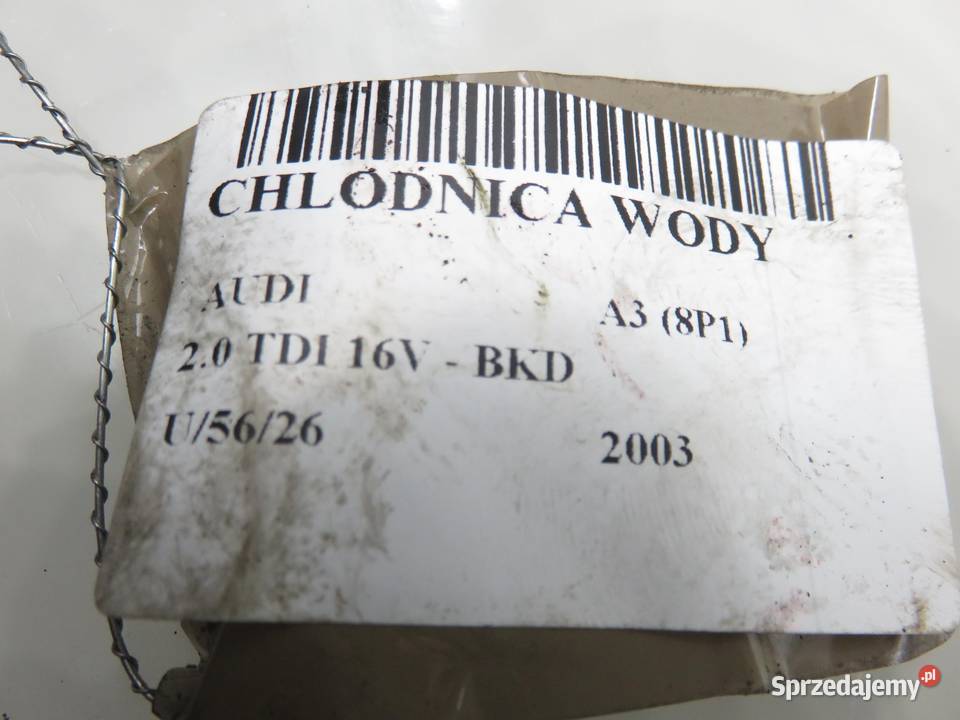 CHLODNICA WODY
AUDI A3 (8P1)
2.0 TDI 16V - BKD
U/56/26 2003
Sprzedajemy.pl